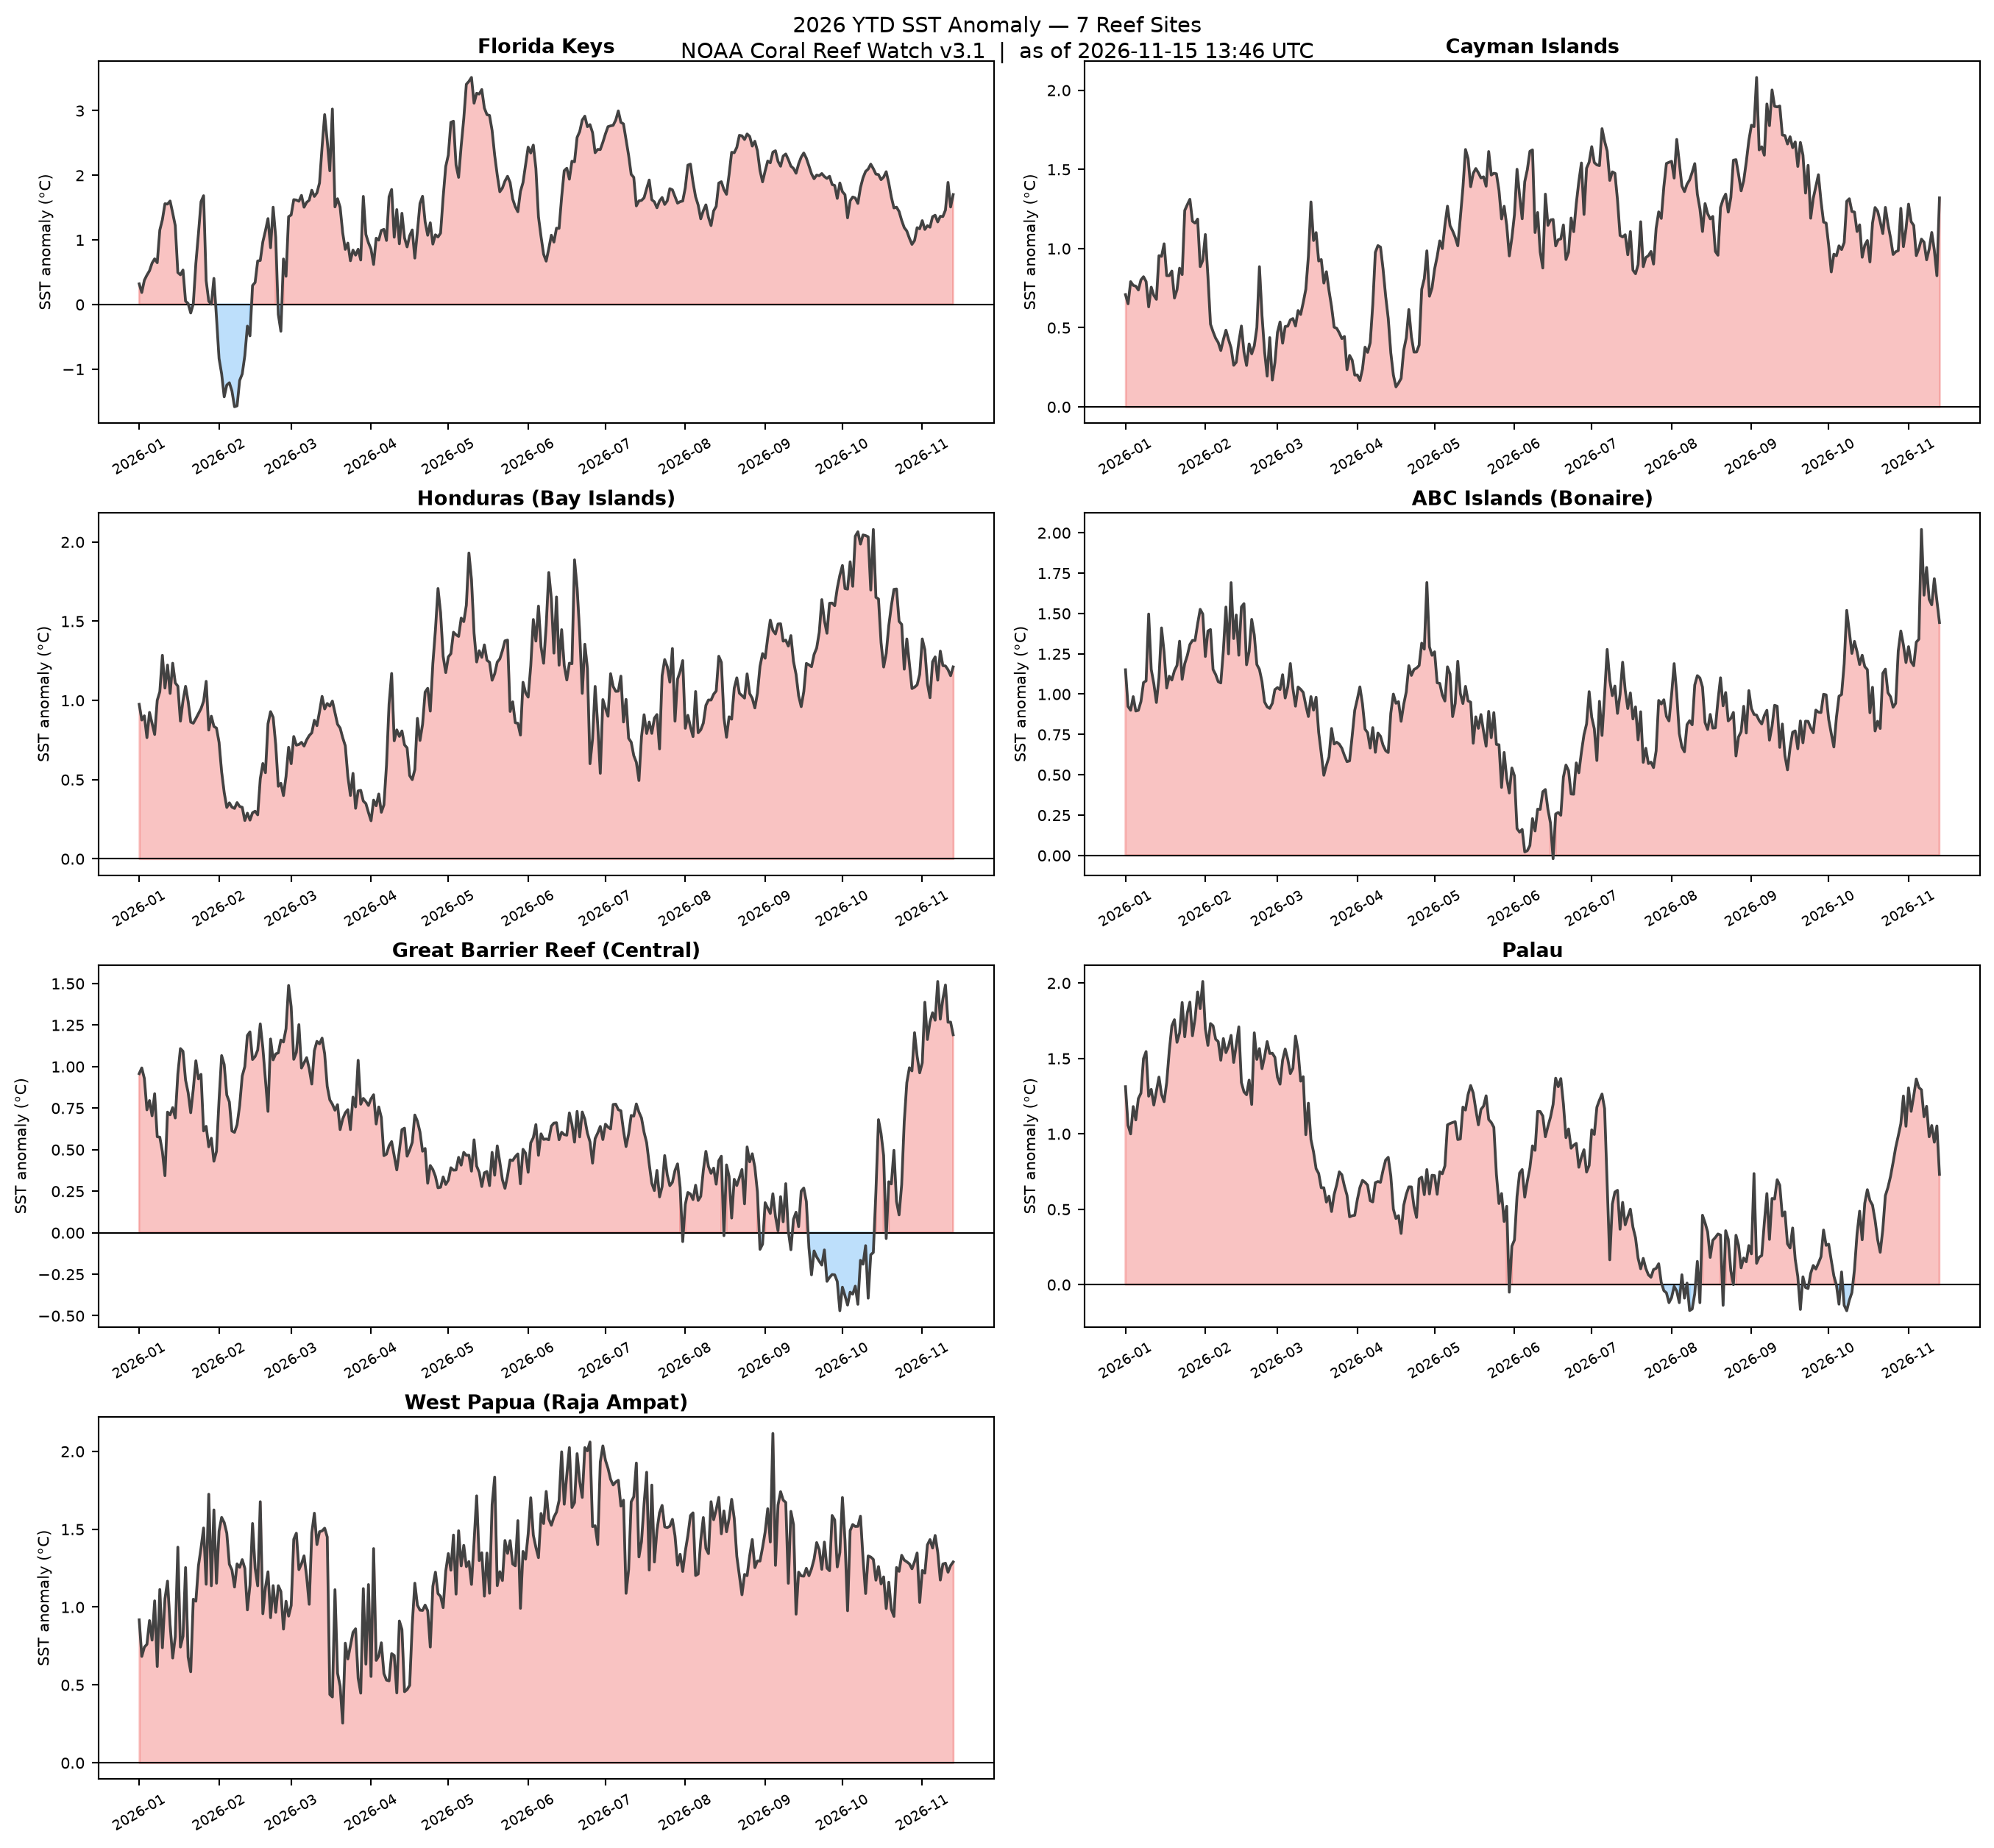 2026 YTD SST Anomaly — 7 Reef Sites
NOAA Coral Reef Watch v3.1 | as of 2026-11-15 13:46 UTC
Florida Keys
SST anomaly (°C)
3
2
1
0
−1
2026-01 2026-02 2026-03 2026-04 2026-05 2026-06 2026-07 2026-08 2026-09 2026-10 2026-11
Cayman Islands
SST anomaly (°C)
2.0
1.5
1.0
0.5
0.0
2026-01 2026-02 2026-03 2026-04 2026-05 2026-06 2026-07 2026-08 2026-09 2026-10 2026-11
Honduras (Bay Islands)
SST anomaly (°C)
2.0
1.5
1.0
0.5
0.0
2026-01 2026-02 2026-03 2026-04 2026-05 2026-06 2026-07 2026-08 2026-09 2026-10 2026-11
ABC Islands (Bonaire)
SST anomaly (°C)
2.00
1.75
1.50
1.25
1.00
0.75
0.50
0.25
0.00
2026-01 2026-02 2026-03 2026-04 2026-05 2026-06 2026-07 2026-08 2026-09 2026-10 2026-11
Great Barrier Reef (Central)
SST anomaly (°C)
1.50
1.25
1.00
0.75
0.50
0.25
0.00
−0.25
−0.50
2026-01 2026-02 2026-03 2026-04 2026-05 2026-06 2026-07 2026-08 2026-09 2026-10 2026-11
Palau
SST anomaly (°C)
2.0
1.5
1.0
0.5
0.0
2026-01 2026-02 2026-03 2026-04 2026-05 2026-06 2026-07 2026-08 2026-09 2026-10 2026-11
West Papua (Raja Ampat)
SST anomaly (°C)
2.0
1.5
1.0
0.5
0.0
2026-01 2026-02 2026-03 2026-04 2026-05 2026-06 2026-07 2026-08 2026-09 2026-10 2026-11